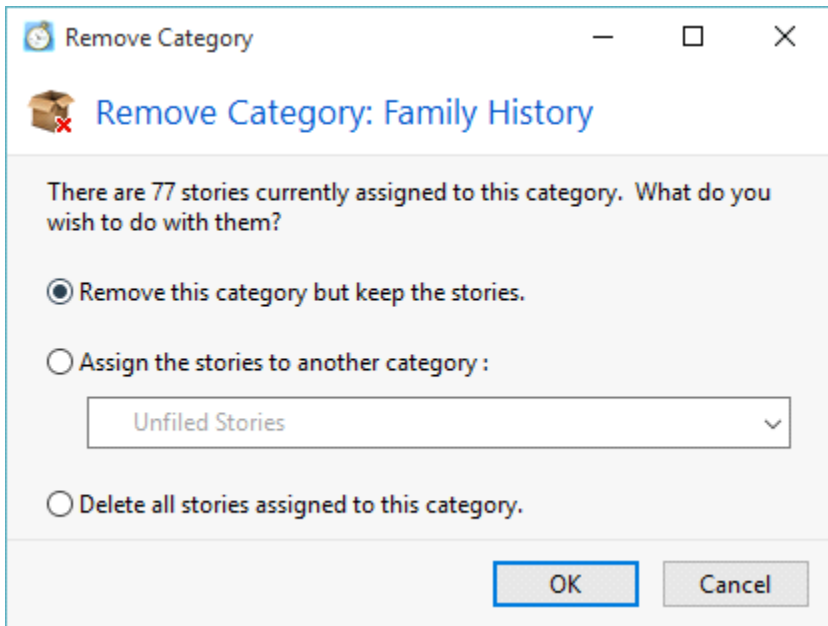 Remove Category
Remove Category: Family History
There are 77 stories currently assigned to this category.  What do you
wish to do with them?
Remove this category but keep the stories.
Assign the stories to another category :
Unfiled Stories
Delete all stories assigned to this category.
OK Cancel